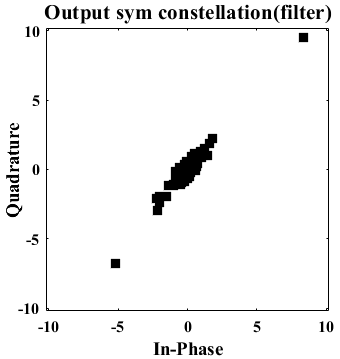 Output sym constellation(filter)
10
5
0
-5
-10
Quadrature
-10 -5 0 5 10
In-Phase